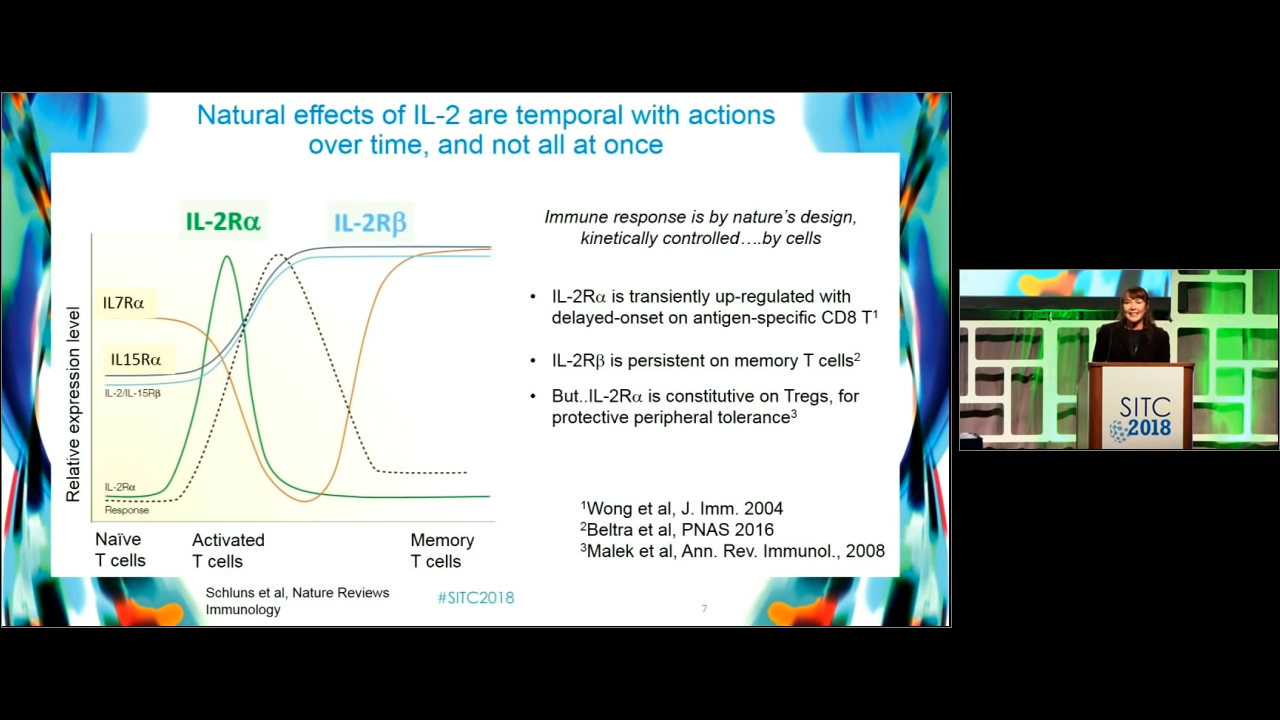 Natural effects of IL-2 are temporal with actions
over time, and not all at once
IL-2Rα
IL-2Rβ
IL7Rα
IL15Rα
IL-2/IL-15Rβ
IL-2Rα
Response
Relative expression level
Naïve
T cells
Activated
T cells
Memory
T cells
Immune response is by nature’s design,
kinetically controlled….by cells
• IL-2Rα is transiently up-regulated with
delayed-onset on antigen-specific CD8 T¹
• IL-2Rβ is persistent on memory T cells²
• But..IL-2Rα is constitutive on Tregs, for
protective peripheral tolerance³
¹Wong et al, J. Imm. 2004
²Beltra et al, PNAS 2016
³Malek et al, Ann. Rev. Immunol., 2008
Schluns et al, Nature Reviews
Immunology
#SITC2018
7
SITC
2018